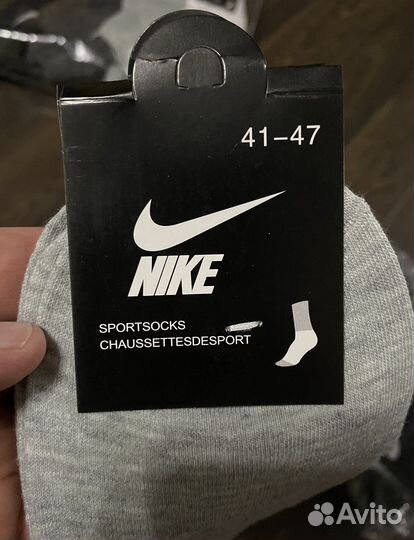 41-47
NIKE
SPORTSOCKS
CHAUSSETTESDESPORT
Avito